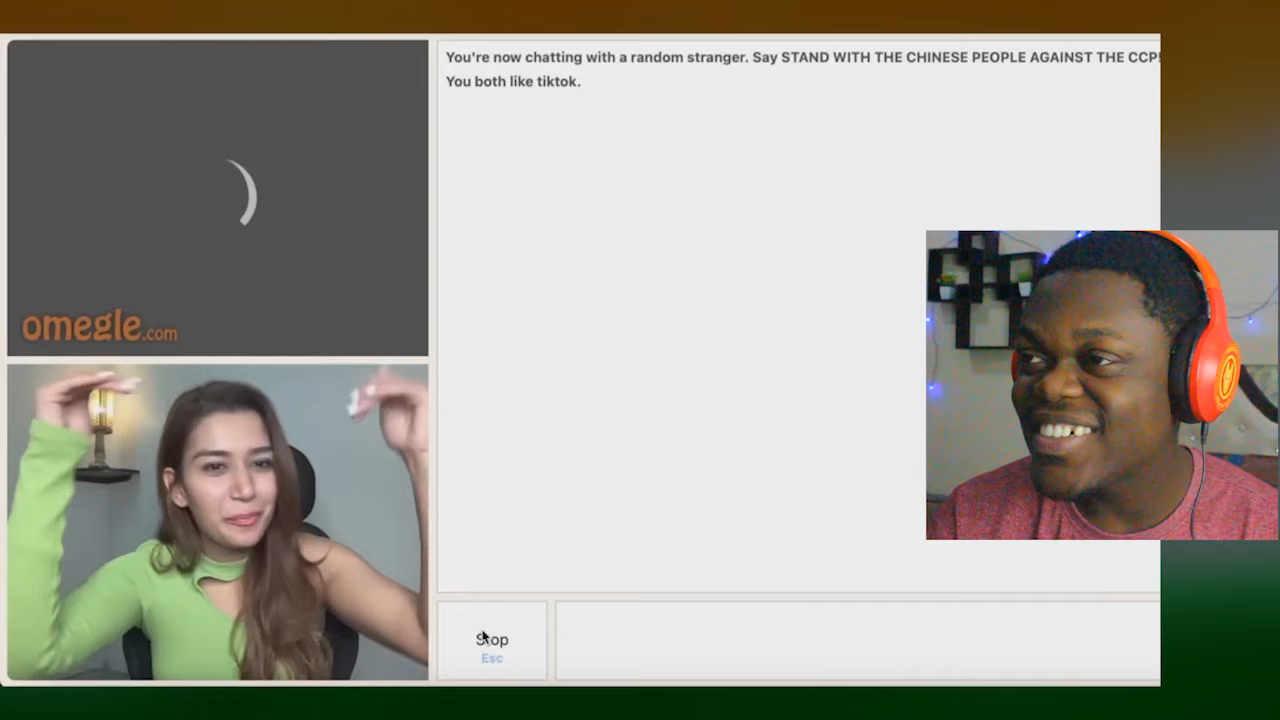 You're now chatting with a random stranger. Say STAND WITH THE CHINESE PEOPLE AGAINST THE CCP!
You both like tiktok.
omegle.com
Stop
Esc